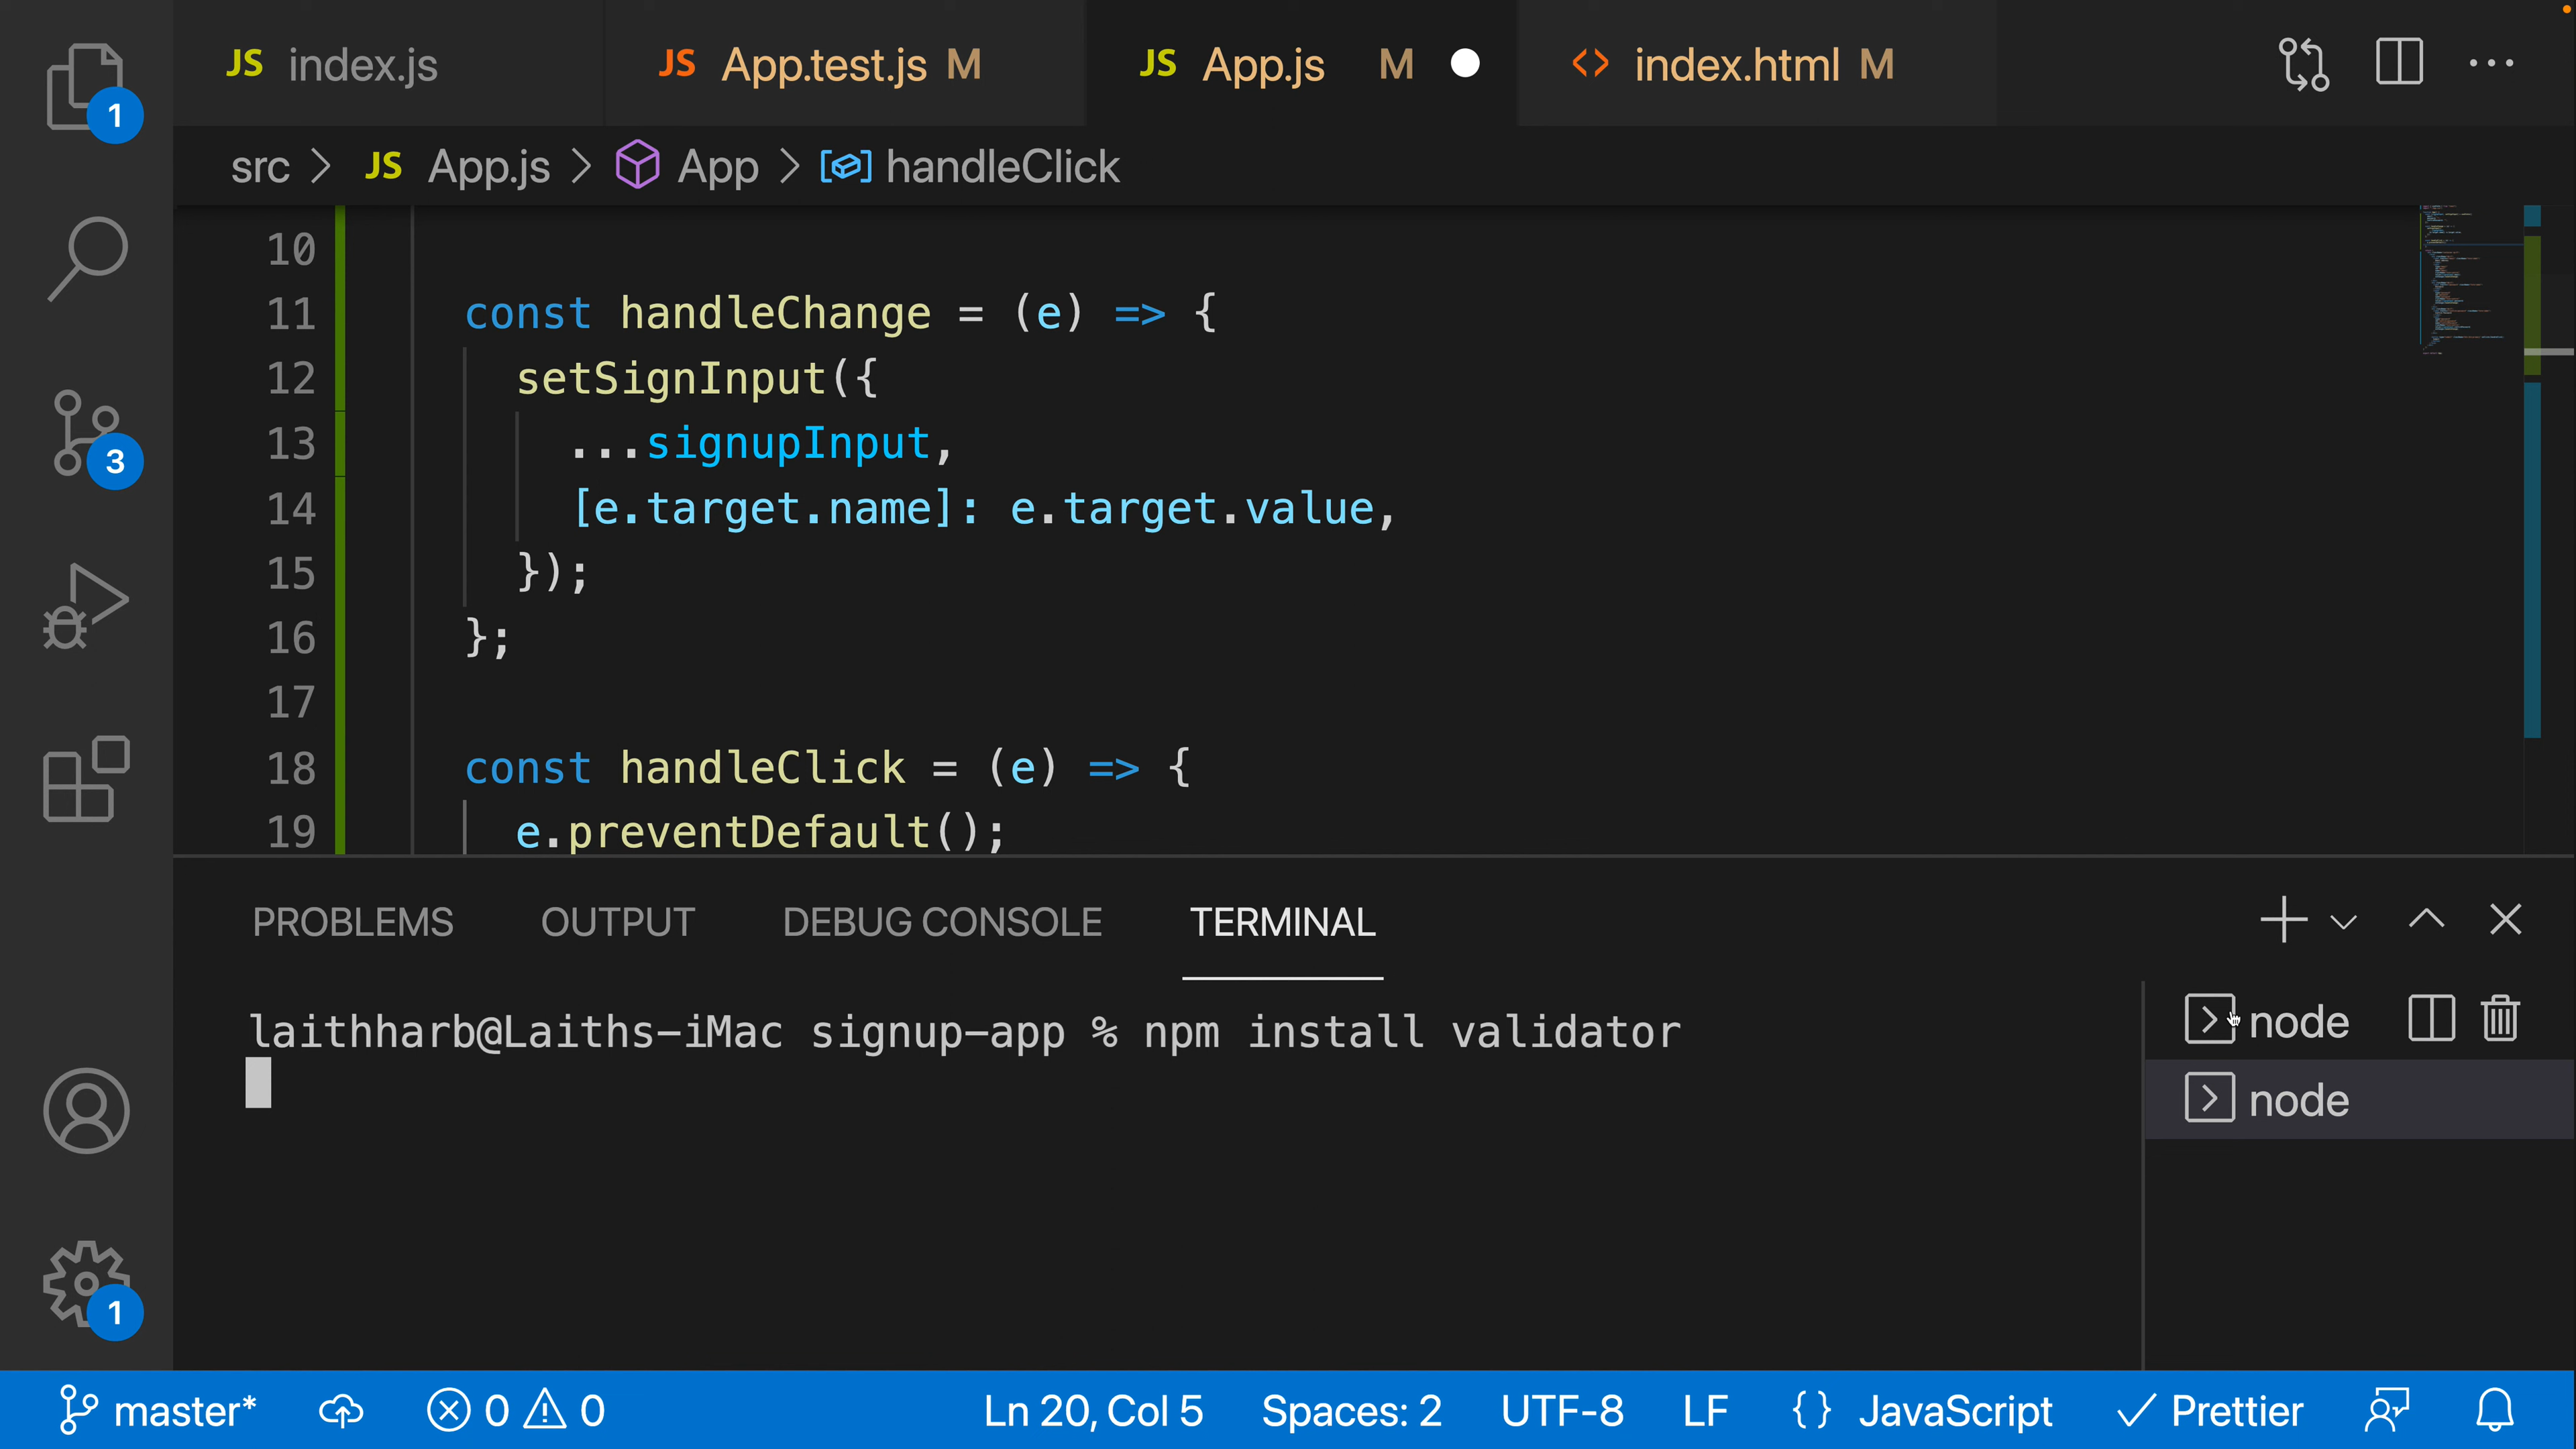 JS index.js JS App.test.js M JS App.js M <> index.html M
1
src > JS App.js > App > handleClick
10
11 const handleChange = (e) => {
12 setSignInput({
13 ...signupInput,
14 [e.target.name]: e.target.value,
15 });
16 };
17
18 const handleClick = (e) => {
19 e.preventDefault();
3
PROBLEMS OUTPUT DEBUG CONSOLE TERMINAL
laithharb@Laiths-iMac signup-app % npm install validator
node
node
1
master* 0 0 Ln 20, Col 5 Spaces: 2 UTF-8 LF {} JavaScript Prettier